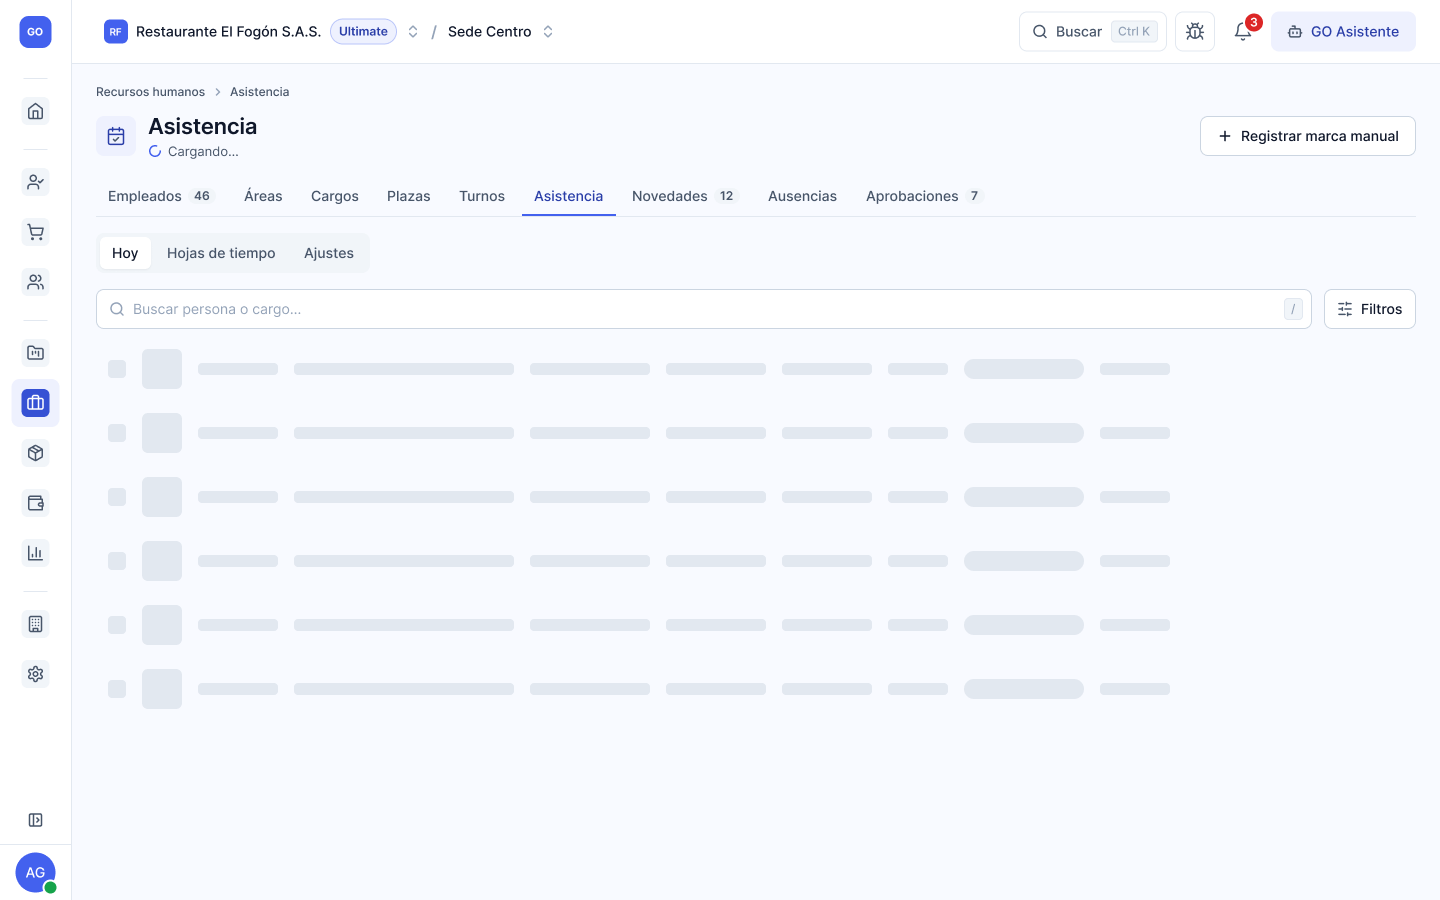 GO
RF Restaurante El Fogón S.A.S. Ultimate / Sede Centro
Buscar Ctrl K
3
GO Asistente
Recursos humanos > Asistencia
Asistencia
Cargando...
Registrar marca manual
Empleados 46 Áreas Cargos Plazas Turnos Asistencia Novedades 12 Ausencias Aprobaciones 7
Hoy Hojas de tiempo Ajustes
Buscar persona o cargo... /
Filtros
AG